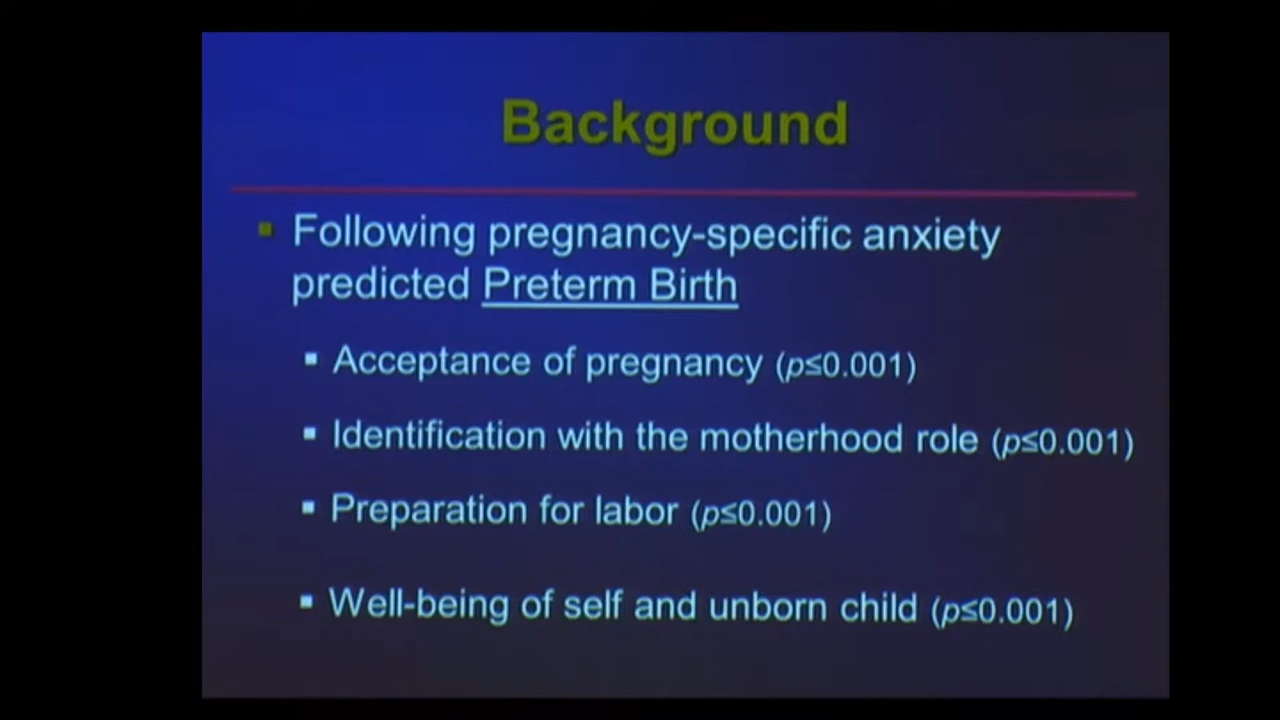 Background
Following pregnancy-specific anxiety
predicted Preterm Birth
Acceptance of pregnancy (p≤0.001)
Identification with the motherhood role (p≤0.001)
Preparation for labor (p≤0.001)
Well-being of self and unborn child (p≤0.001)